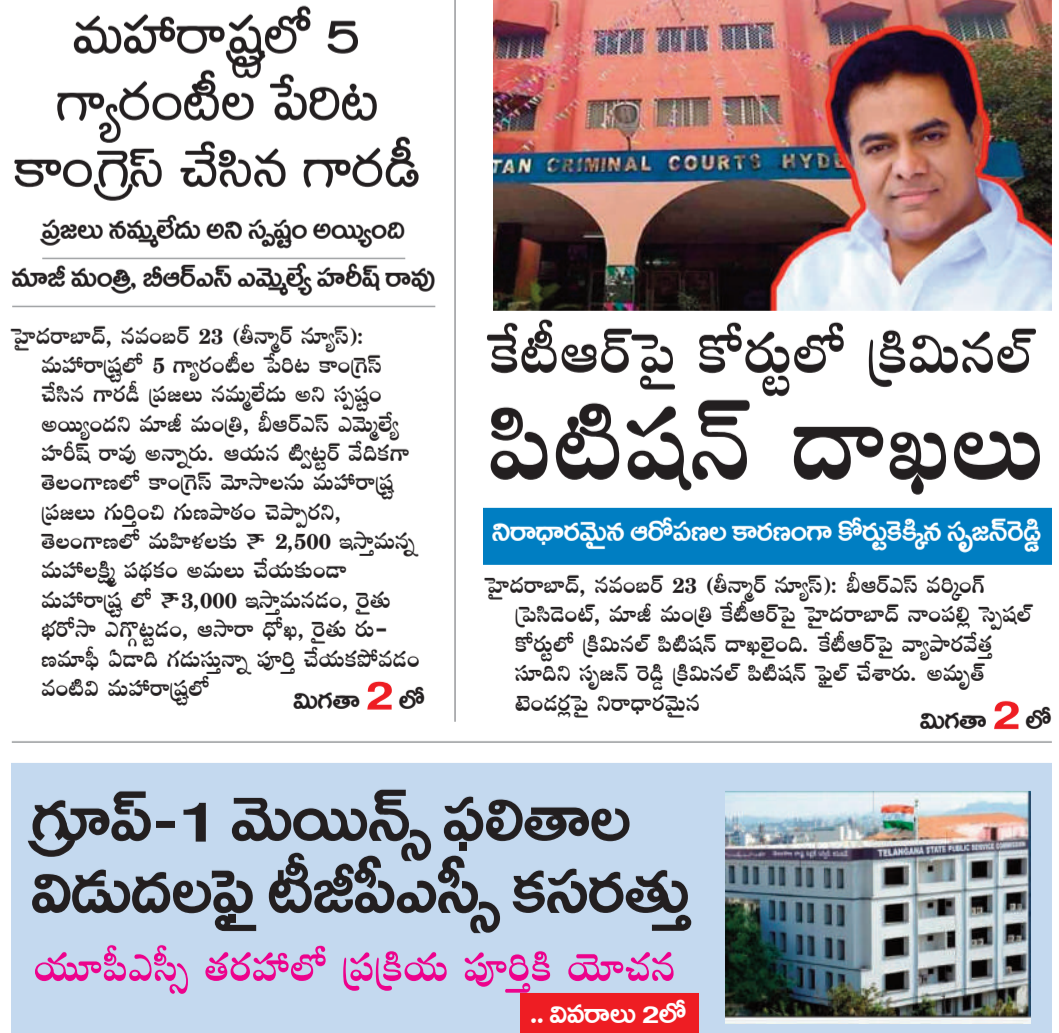 మహారాష్ట్రలో 5
గ్యారంటీల పేరిట
కాంగ్రెస్ చేసిన గారడీ
ప్రజలు నమ్మలేదు అని స్పష్టం అయ్యింది
మాజీ మంత్రి, బీఆర్ఎస్ ఎమ్మెల్యే హరీష్ రావు
హైదరాబాద్, నవంబర్ 23 (తీన్మార్ న్యూస్):
మహారాష్ట్రలో 5 గ్యారంటీల పేరిట కాంగ్రెస్
చేసిన గారడీ ప్రజలు నమ్మలేదు అని స్పష్టం
అయ్యిందని మాజీ మంత్రి, బీఆర్ఎస్ ఎమ్మెల్యే
హరీష్ రావు అన్నారు. ఆయన ట్విట్టర్ వేదికగా
తెలంగాణలో కాంగ్రెస్ మోసాలను మహారాష్ట్ర
ప్రజలు గుర్తించి గుణపాఠం చెప్పారని,
తెలంగాణలో మహిళలకు ₹ 2,500 ఇస్తామన్న
మహాలక్ష్మి పథకం అమలు చేయకుండా
మహారాష్ట్ర లో ₹3,000 ఇస్తామనడం, రైతు
భరోసా ఎగ్గొట్టడం, ఆసారా ధోఖ, రైతు రు-
ణమాఫీ ఏడాది గడుస్తున్నా పూర్తి చేయకపోవడం
వంటివి మహారాష్ట్రలో
మిగతా 2 లో
TAN CRIMINAL COURTS HYDE
కేటీఆర్‌పై కోర్టులో క్రిమినల్
పిటిషన్ దాఖలు
నిరాధారమైన ఆరోపణల కారణంగా కోర్టుకెక్కిన సృజన్‌రెడ్డి
హైదరాబాద్, నవంబర్ 23 (తీన్మార్ న్యూస్): బీఆర్ఎస్ వర్కింగ్
ప్రెసిడెంట్, మాజీ మంత్రి కేటీఆర్‌పై హైదరాబాద్ నాంపల్లి స్పెషల్
కోర్టులో క్రిమినల్ పిటిషన్ దాఖలైంది. కేటీఆర్‌పై వ్యాపారవేత్త
సూదిని సృజన్ రెడ్డి క్రిమినల్ పిటిషన్ ఫైల్ చేశారు. అమృత్
టెండర్లపై నిరాధారమైన
మిగతా 2 లో
గ్రూప్-1 మెయిన్స్ ఫలితాల
విడుదలపై టీజీపీఎస్సీ కసరత్తు
యూపీఎస్సీ తరహాలో ప్రక్రియ పూర్తికి యోచన
.. వివరాలు 2లో
TELANGANA STATE PUBLIC SERVICE COMMISSION